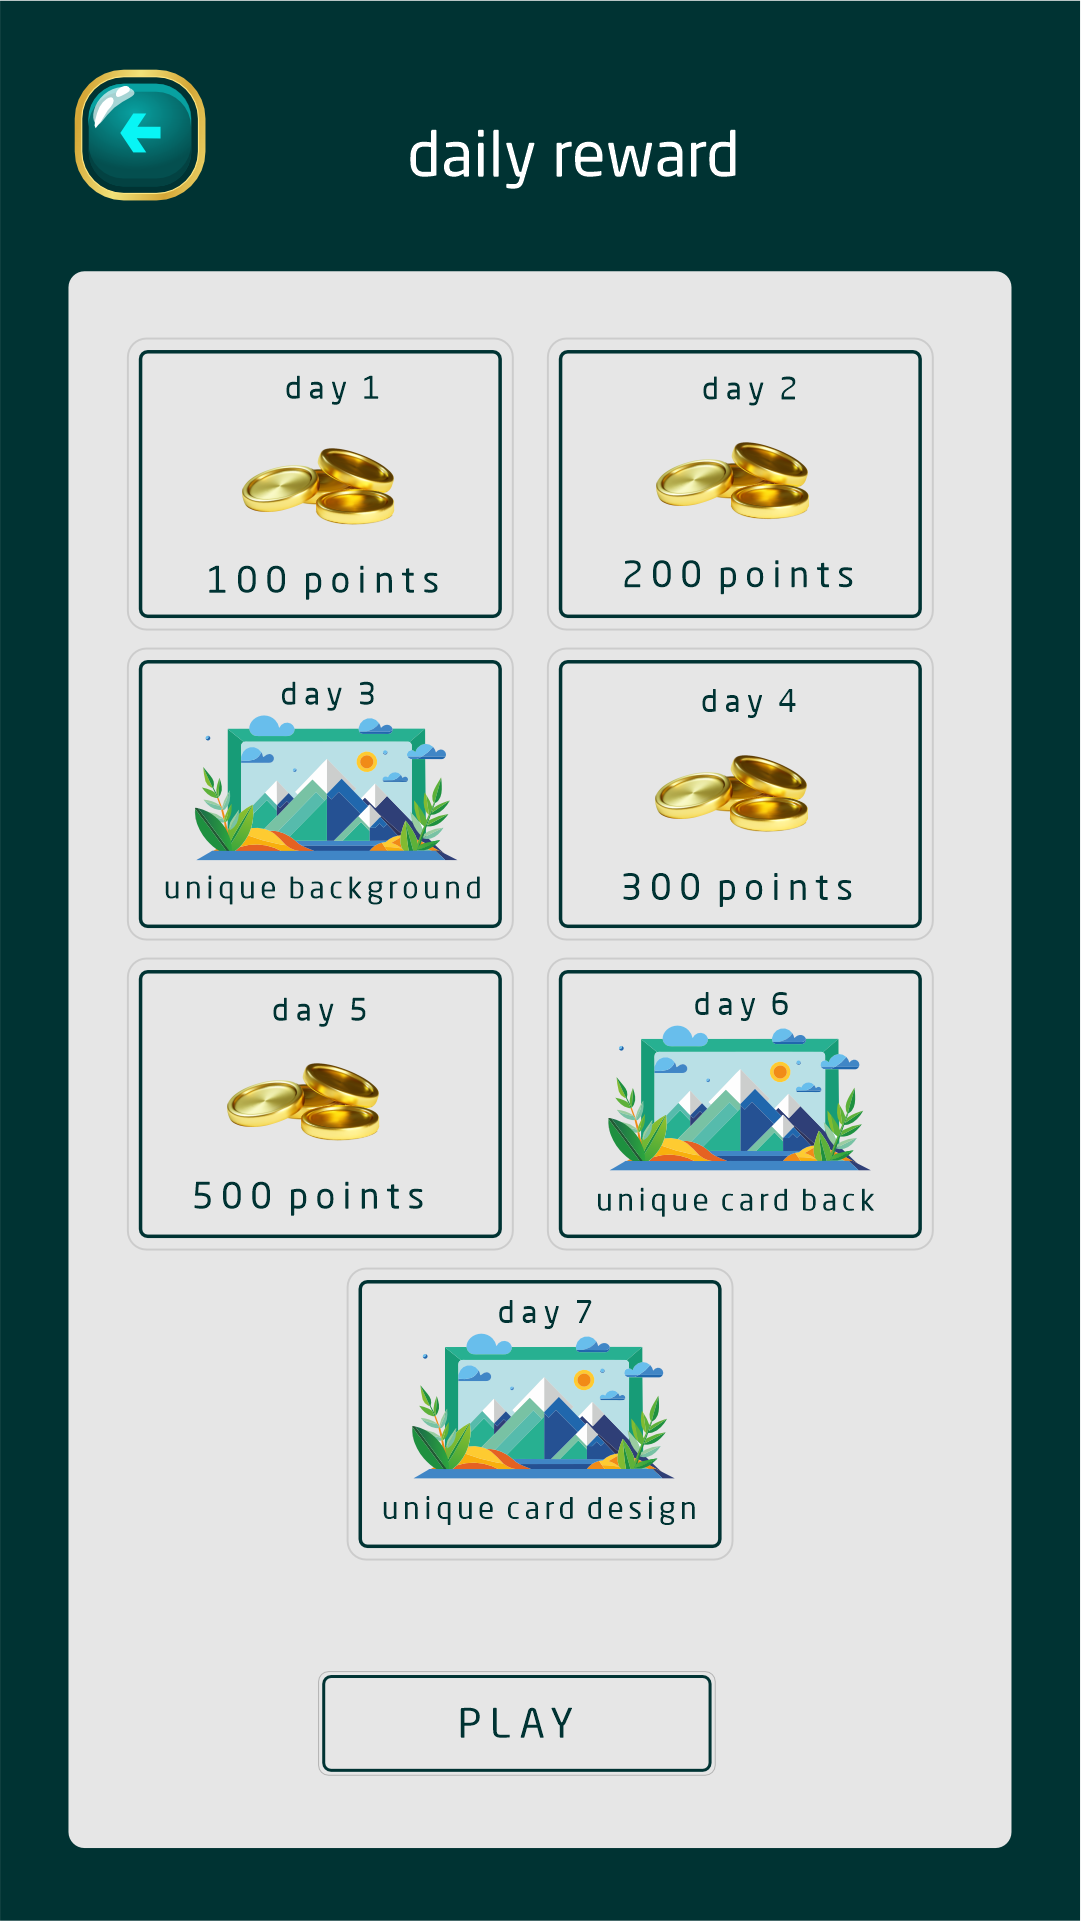 daily reward
day 1
100 points
day 2
200 points
day 3
unique background
day 4
300 points
day 5
500 points
day 6
unique card back
day 7
unique card design
PLAY